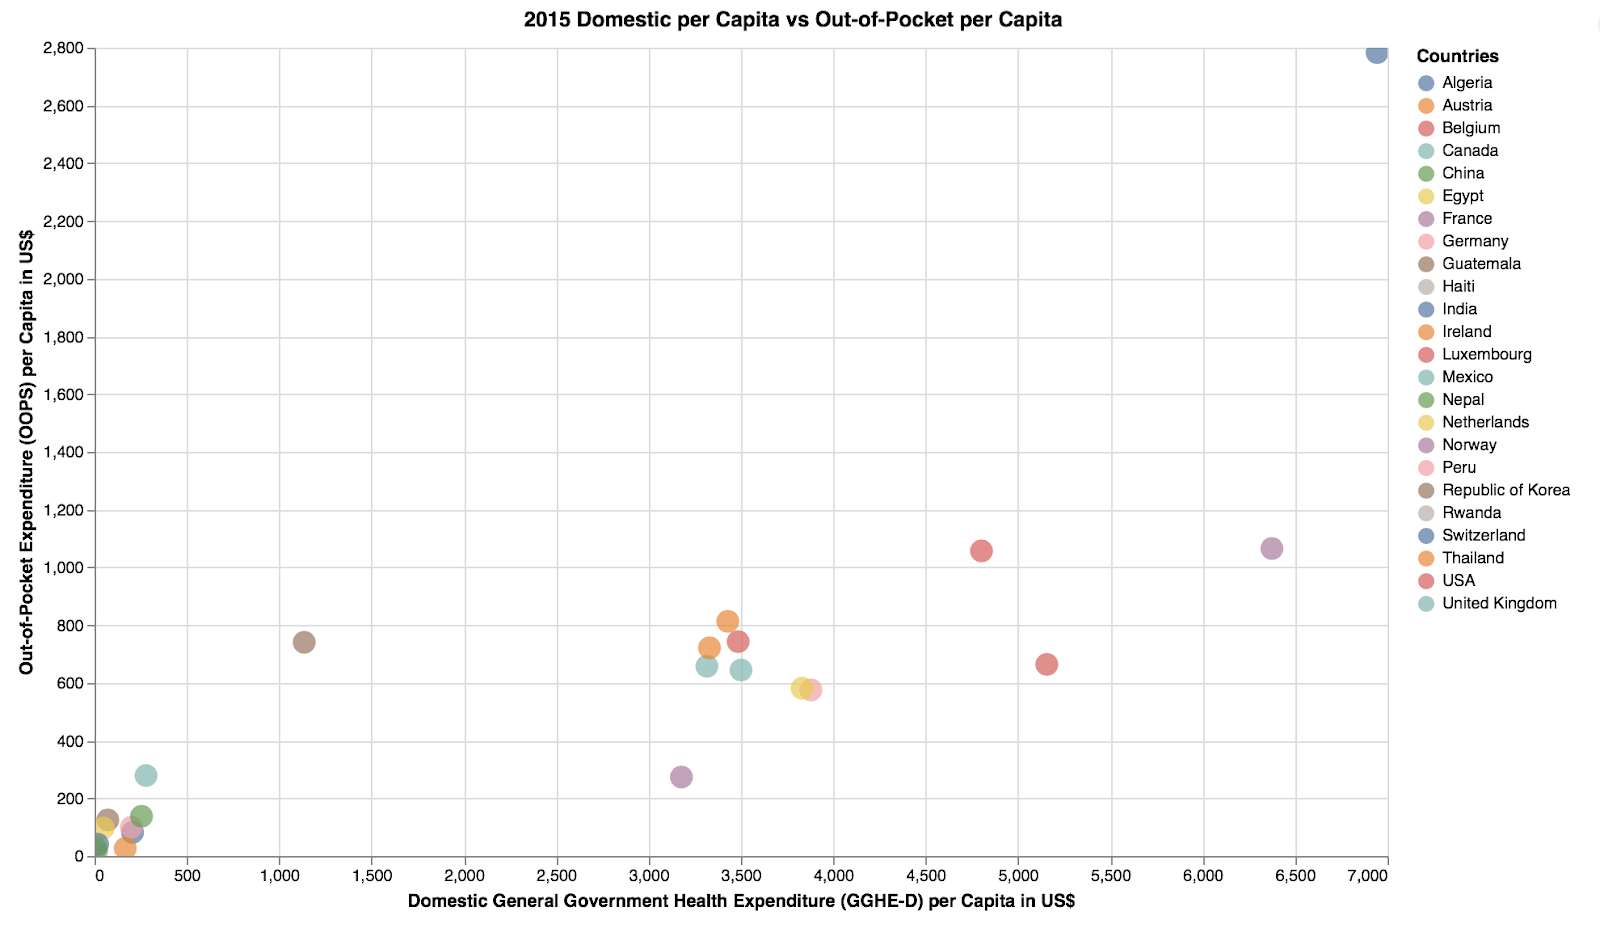 2015 Domestic per Capita vs Out-of-Pocket per Capita
2,800
2,600
2,400
2,200
2,000
1,800
1,600
1,400
1,200
1,000
800
600
400
200
0
Out-of-Pocket Expenditure (OOPS) per Capita in US$
0 500 1,000 1,500 2,000 2,500 3,000 3,500 4,000 4,500 5,000 5,500 6,000 6,500 7,000
Domestic General Government Health Expenditure (GGHE-D) per Capita in US$
Countries
Algeria
Austria
Belgium
Canada
China
Egypt
France
Germany
Guatemala
Haiti
India
Ireland
Luxembourg
Mexico
Nepal
Netherlands
Norway
Peru
Republic of Korea
Rwanda
Switzerland
Thailand
USA
United Kingdom